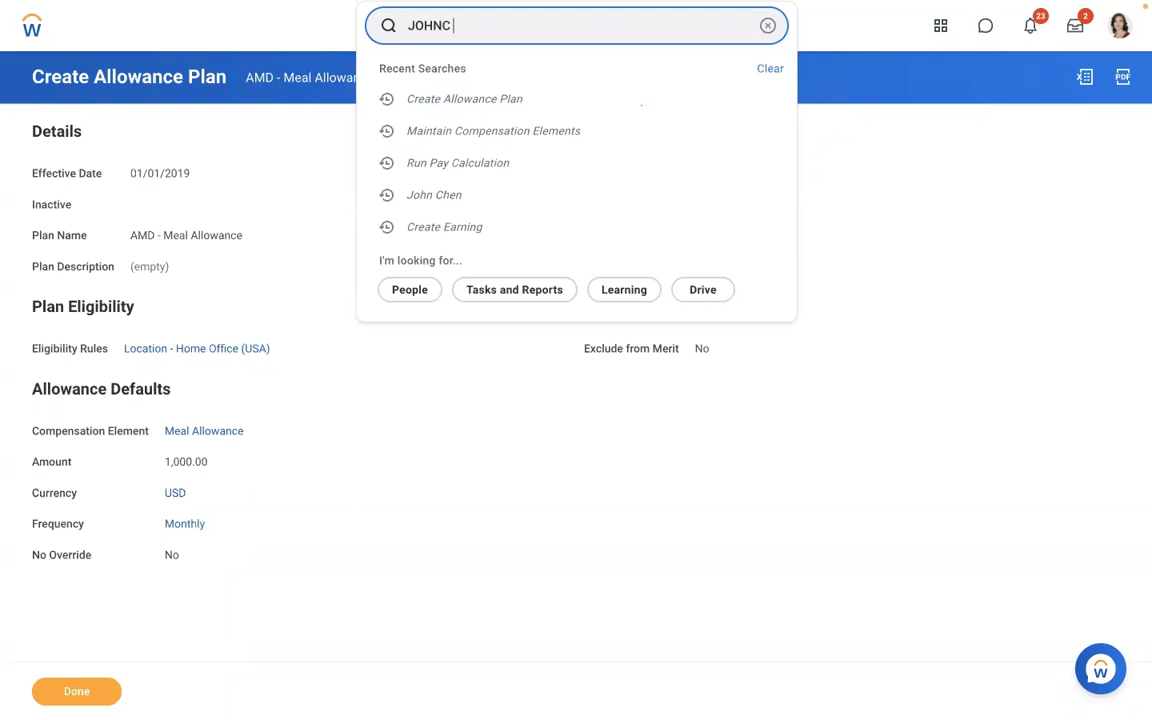 JOHNC
23
2
Create Allowance Plan AMD - Meal Allowar
PDF
Recent Searches Clear
Create Allowance Plan
Maintain Compensation Elements
Run Pay Calculation
John Chen
Create Earning
I'm looking for...
People Tasks and Reports Learning Drive
Details
Effective Date 01/01/2019
Inactive
Plan Name AMD - Meal Allowance
Plan Description (empty)
Plan Eligibility
Eligibility Rules Location - Home Office (USA) Exclude from Merit No
Allowance Defaults
Compensation Element Meal Allowance
Amount 1,000.00
Currency USD
Frequency Monthly
No Override No
Done